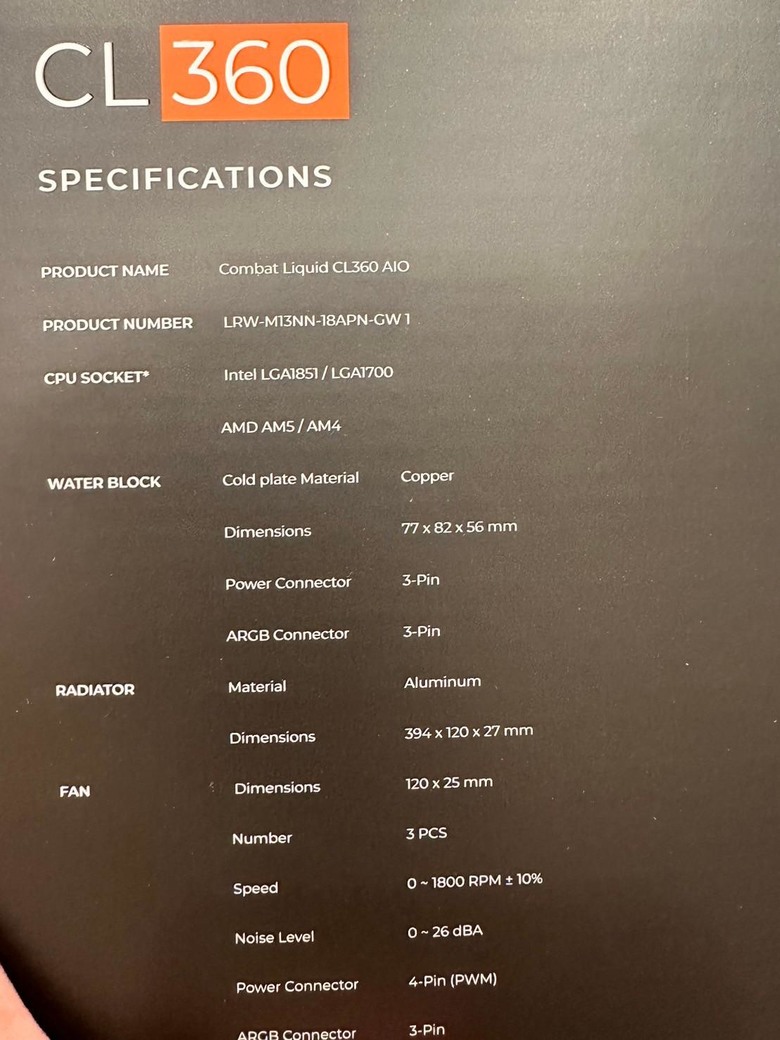 CL 360
SPECIFICATIONS
PRODUCT NAME Combat Liquid CL360 AIO
PRODUCT NUMBER LRW-M13NN-18APN-GW1
CPU SOCKET* Intel LGA1851 / LGA1700
AMD AM5 / AM4
WATER BLOCK Cold plate Material Copper
Dimensions 77 x 82 x 56 mm
Power Connector 3-Pin
ARGB Connector 3-Pin
RADIATOR Material Aluminum
Dimensions 394 x 120 x 27 mm
FAN Dimensions 120 x 25 mm
Number 3 PCS
Speed 0 ~ 1800 RPM ± 10%
Noise Level 0 ~ 26 dBA
Power Connector 4-Pin (PWM)
ARGB Connector 3-Pin